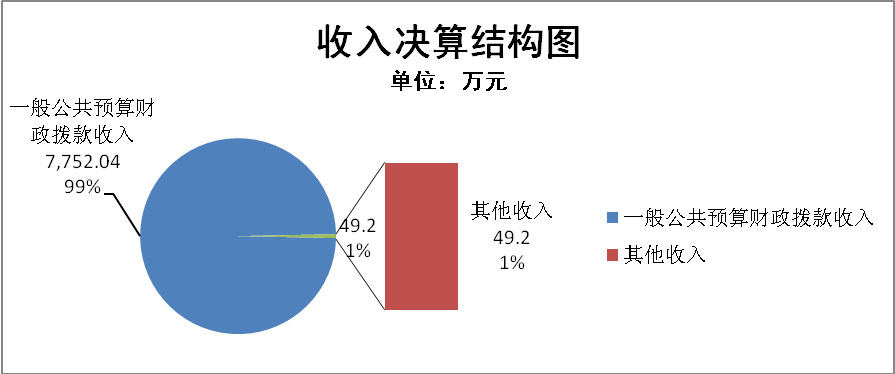 收入决算结构图
单位：万元
一般公共预算财
政拨款收入
7,752.04
99%
49.2
1%
其他收入
49.2
1%
一般公共预算财政拨款收入
其他收入